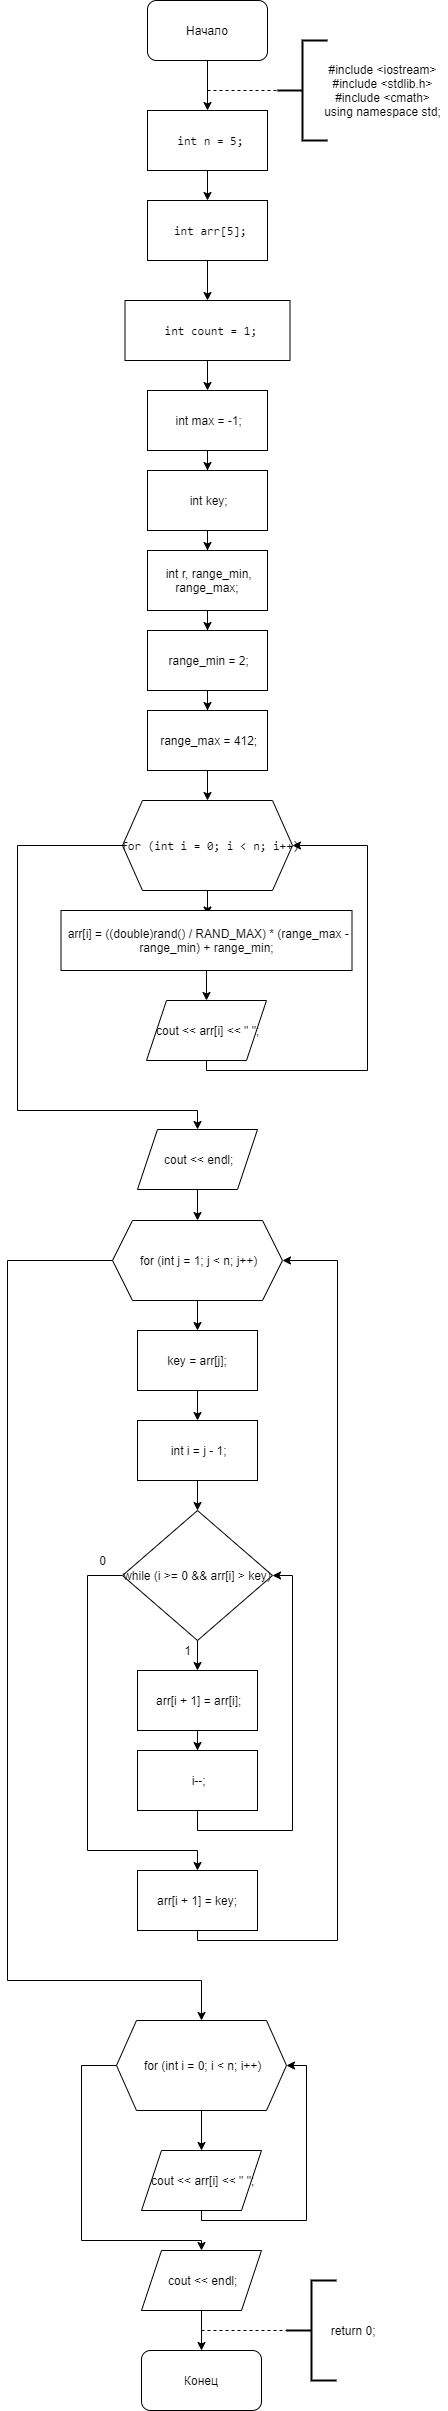 Начало
#include <iostream>
#include <stdlib.h>
#include <cmath>
using namespace std;
int n = 5;
int arr[5];
int count = 1;
int max = -1;
int key;
int r, range_min,
range_max;
range_min = 2;
range_max = 412;
for (int i = 0; i < n; i++)
arr[i] = ((double)rand() / RAND_MAX) * (range_max -
range_min) + range_min;
cout << arr[i] << " ";
cout << endl;
for (int j = 1; j < n; j++)
key = arr[j];
int i = j - 1;
0
while (i >= 0 && arr[i] > key)
1
arr[i + 1] = arr[i];
i--;
arr[i + 1] = key;
for (int i = 0; i < n; i++)
cout << arr[i] << " ";
cout << endl;
return 0;
Конец